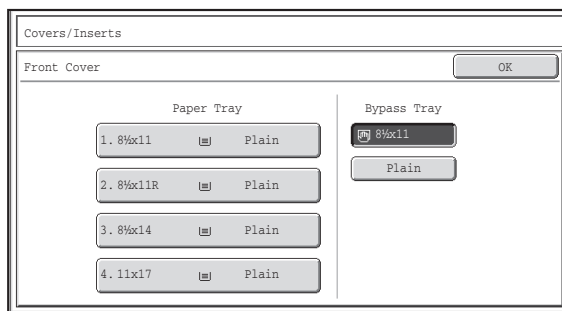 Covers/Inserts
Front Cover
OK
Paper Tray
1. 8½x11 Plain
2. 8½x11R Plain
3. 8½x14 Plain
4. 11x17 Plain
Bypass Tray
8½x11
Plain